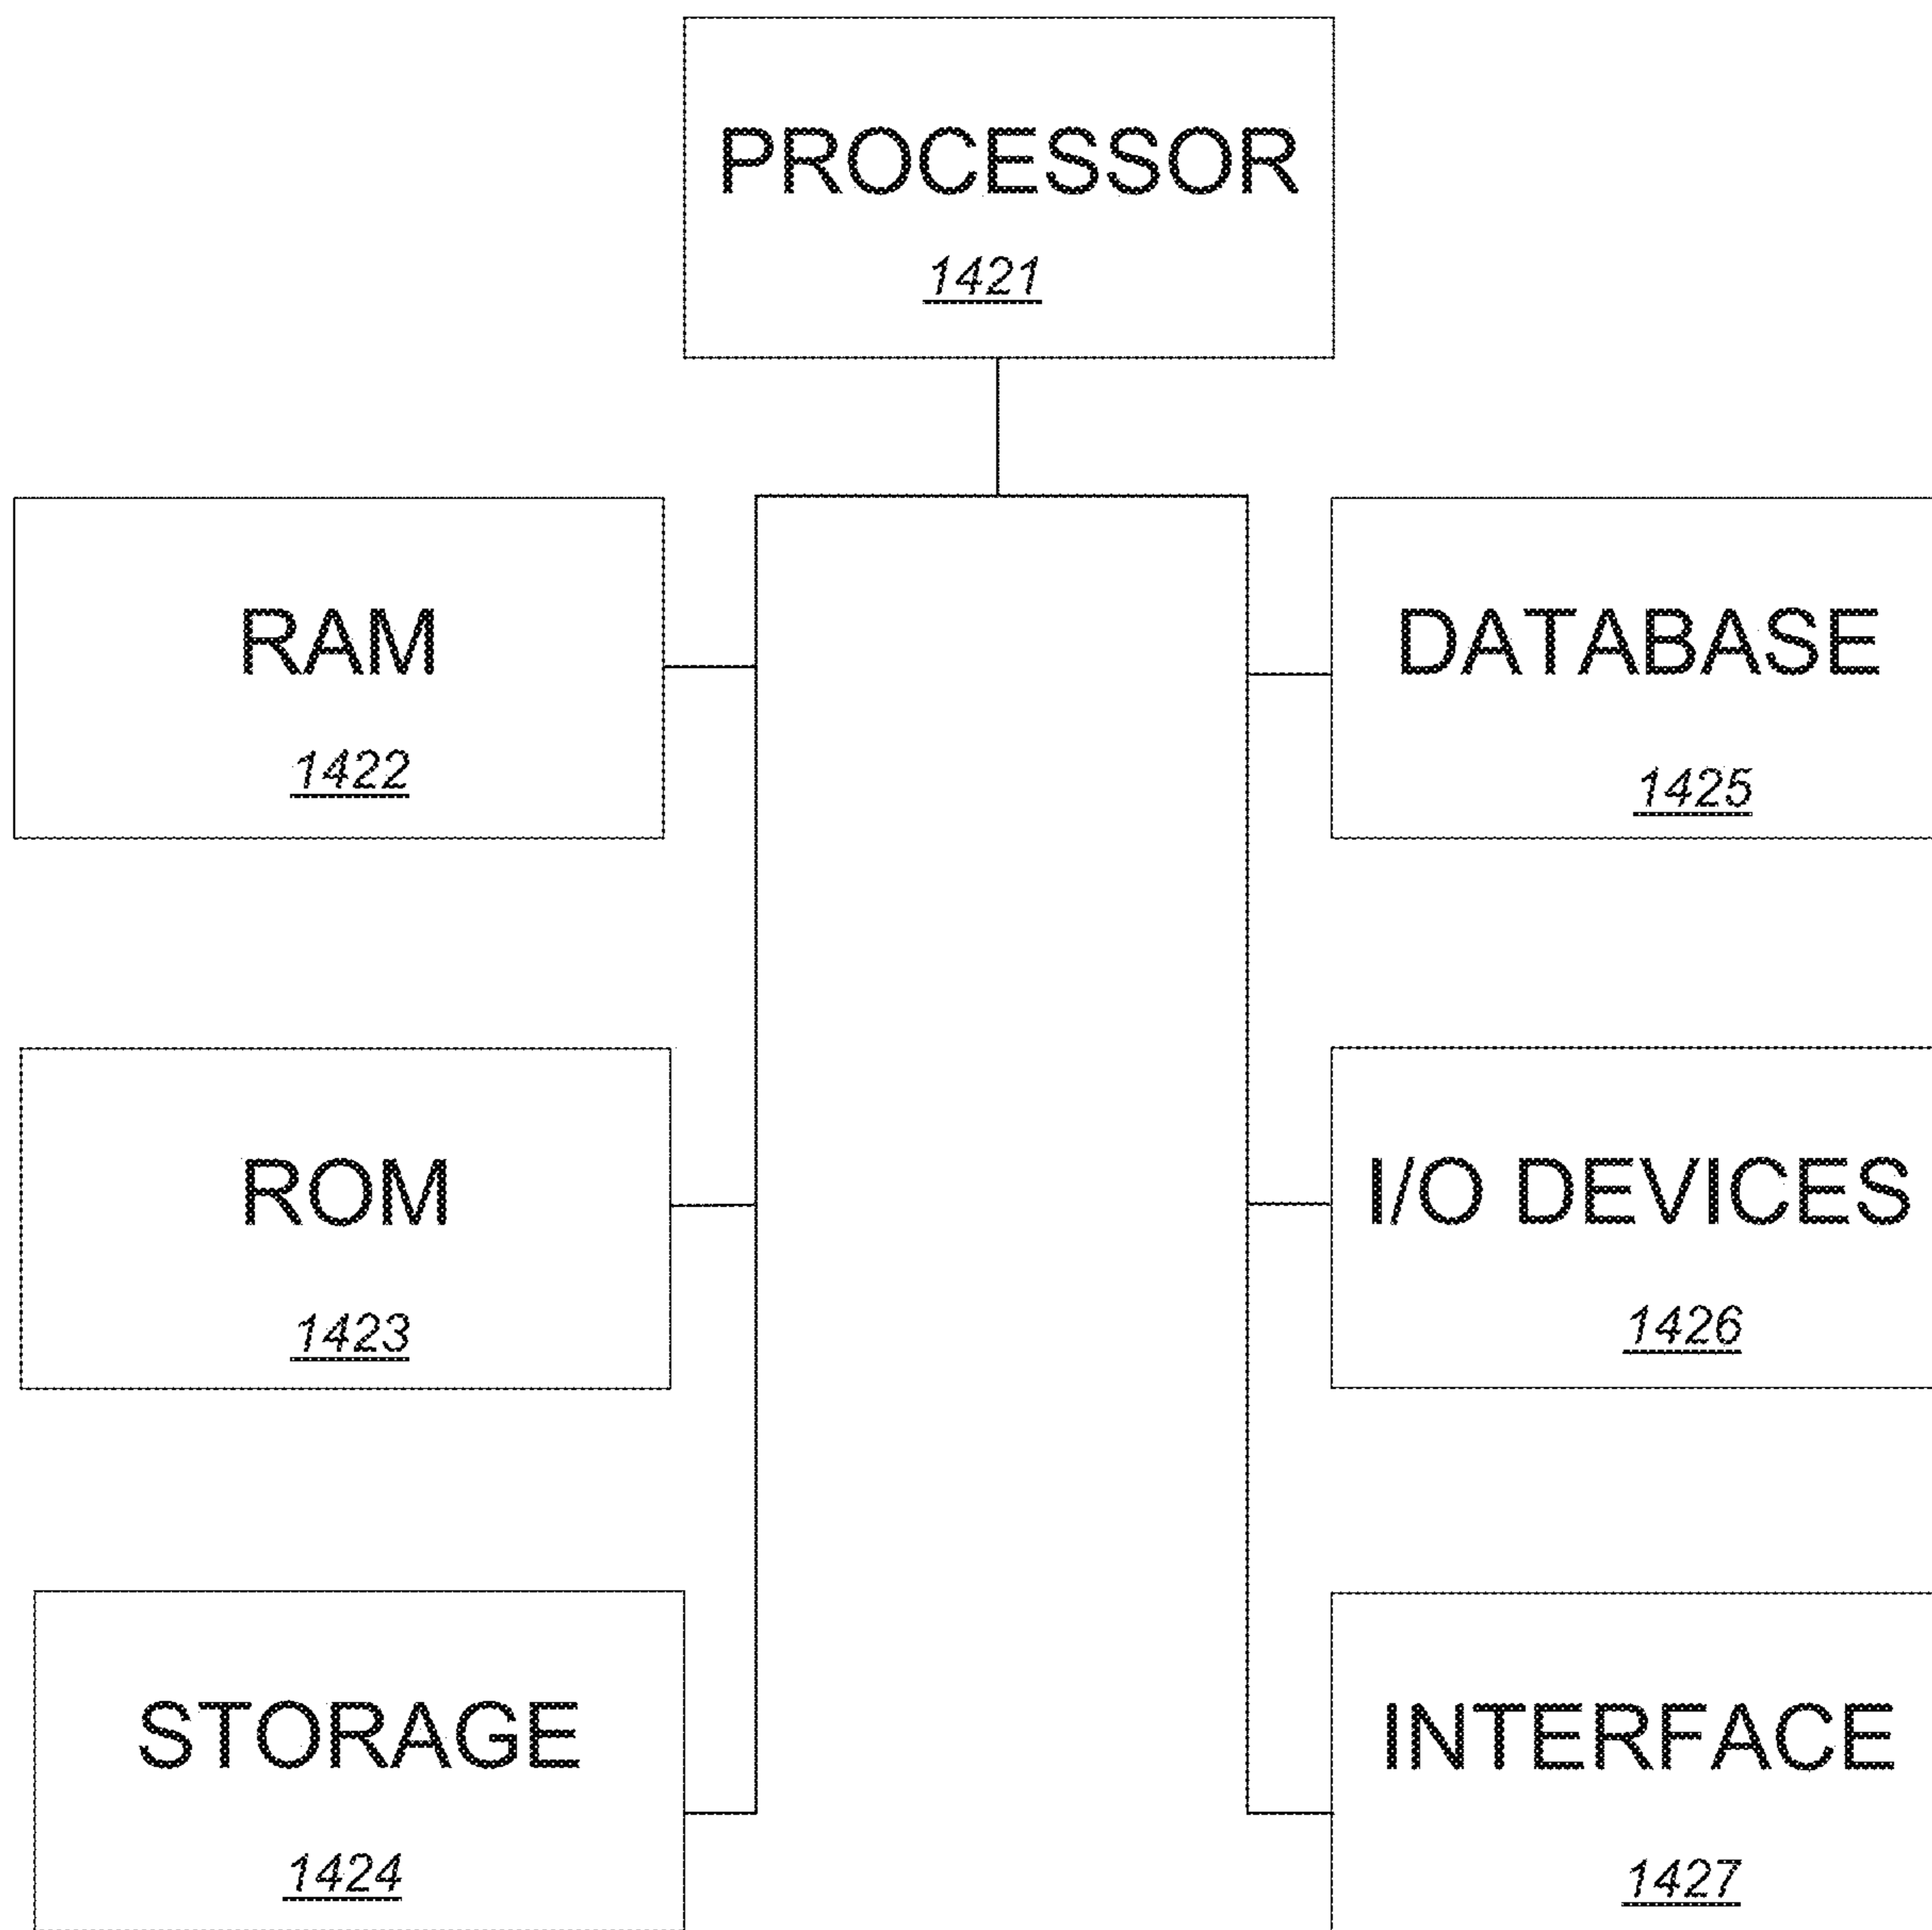 PROCESSOR
1421
RAM
1422
DATABASE
1425
ROM
1423
I/O DEVICES
1426
STORAGE
1424
INTERFACE
1427